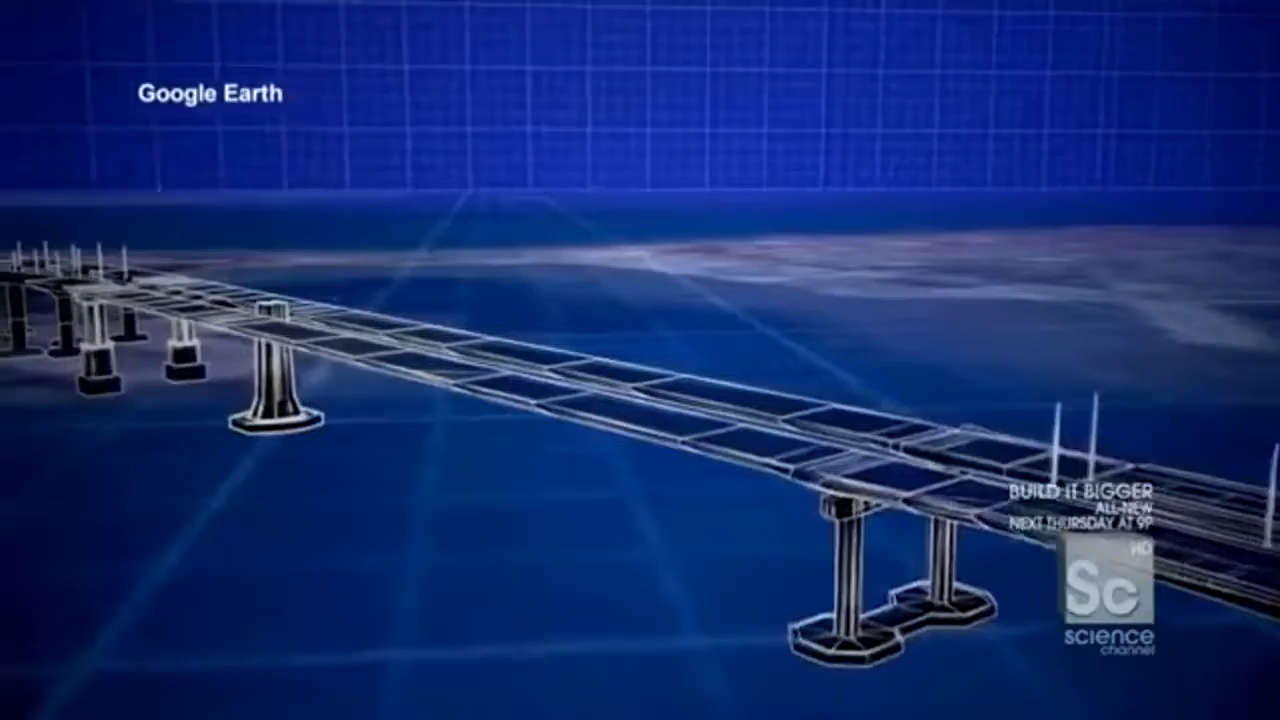 Google Earth
BUILD IT BIGGER
ALL-NEW
NEXT THURSDAY AT 9P
HD
Sc
science
channel